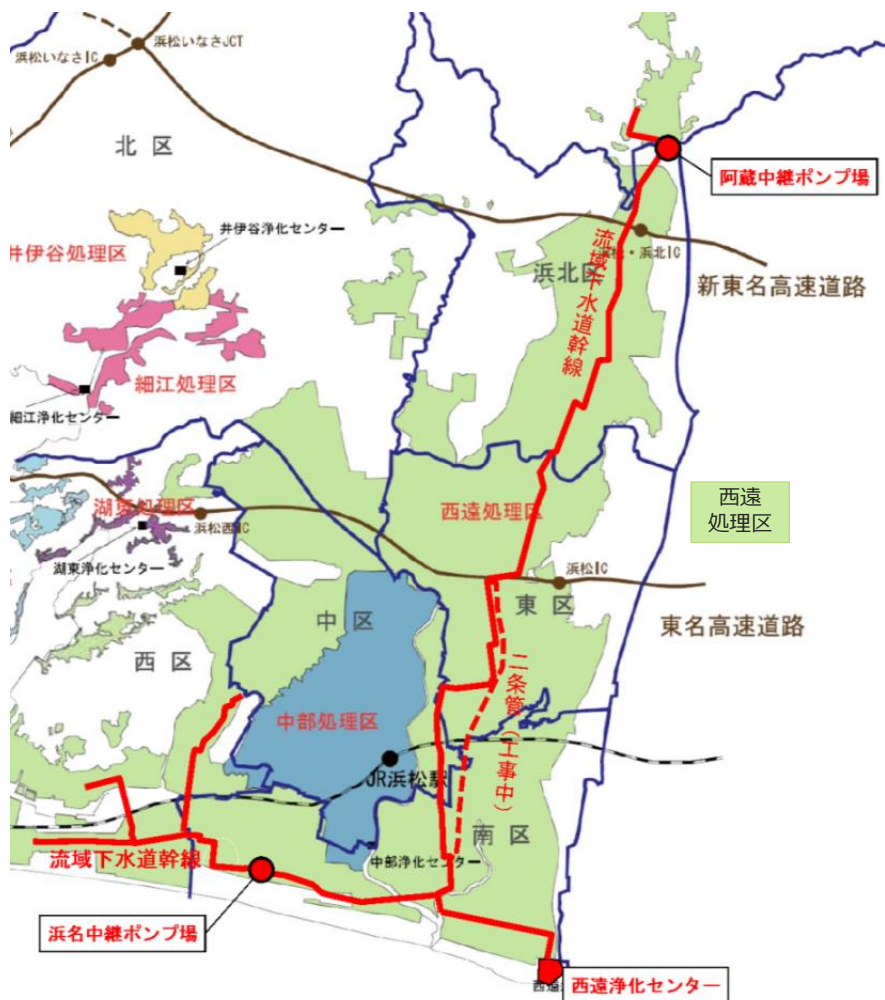 浜松いなさJCT
浜松いなさIC
北 区
阿蔵中継ポンプ場
井伊谷浄化センター
井伊谷処理区
浜松・浜北IC
浜北区
流域下水道幹線
新東名高速道路
細江処理区
細江浄化センター
西遠処理区
西遠
処理区
湖東処理区
浜松西IC
湖東浄化センター
浜松IC
東 区
中 区
東名高速道路
西 区
二条管（工事中）
中部処理区
JR浜松駅
南 区
流域下水道幹線
中部浄化センター
浜名中継ポンプ場
西遠浄化センター
西遠